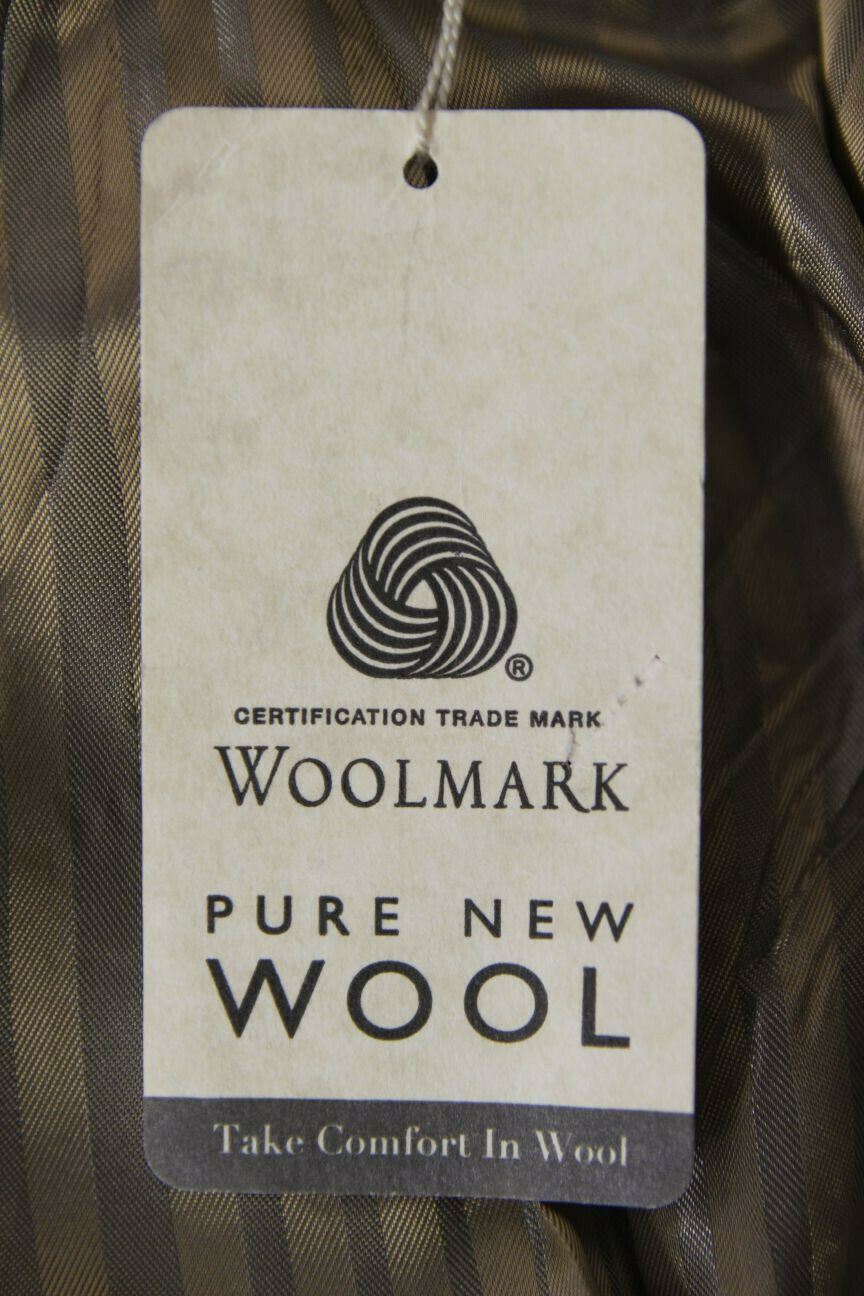 ®
CERTIFICATION TRADE MARK
WOOLMARK
PURE NEW
WOOL
Take Comfort In Wool